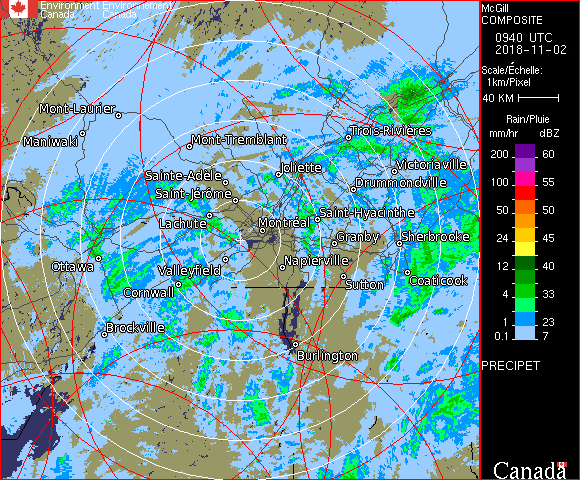 Environment Environnement
Canada Canada
McGill
COMPOSITE
0940 UTC
2018-11-02
Scale/Échelle:
1km/Pixel
40 KM
Rain/Pluie
mm/hr dBZ
200 60
100 55
50 50
24 45
12 40
4 33
1 23
0.1 7
PRECIPET
Canada
Mont-Laurier
Maniwaki
Mont-Tremblant
Trois-Rivières
Sainte-Adèle
Joliette
Victoriaville
Saint-Jérôme
Drummondville
Lachute
Montréal
Saint-Hyacinthe
Granby
Sherbrooke
Ottawa
Valleyfield
Napierville
Cornwall
Sutton
Coaticook
Brockville
Burlington